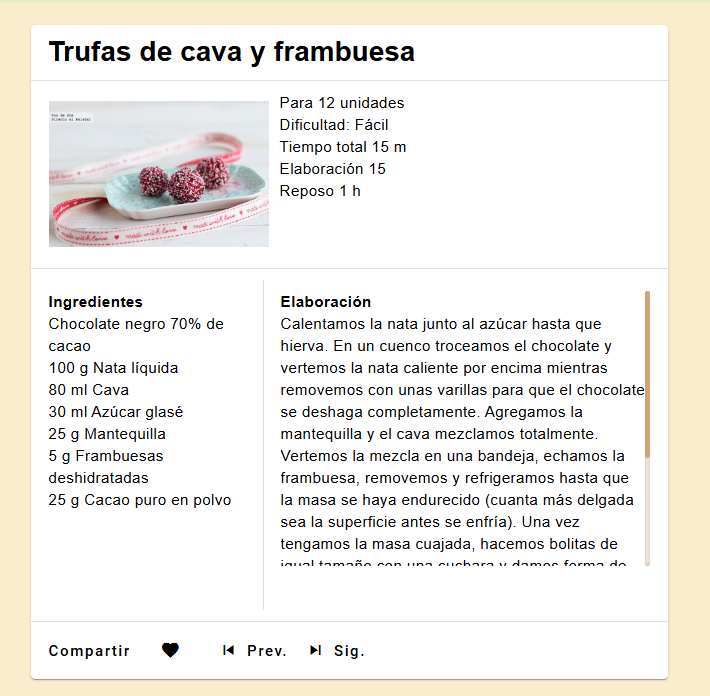 Trufas de cava y frambuesa
Para 12 unidades
Dificultad: Fácil
Tiempo total 15 m
Elaboración 15
Reposo 1 h
made with love
made with love
Ingredientes
Chocolate negro 70% de
cacao
100 g Nata líquida
80 ml Cava
30 ml Azúcar glasé
25 g Mantequilla
5 g Frambuesas
deshidratadas
25 g Cacao puro en polvo
Elaboración
Calentamos la nata junto al azúcar hasta que
hierva. En un cuenco troceamos el chocolate y
vertemos la nata caliente por encima mientras
removemos con unas varillas para que el chocolate
se deshaga completamente. Agregamos la
mantequilla y el cava mezclamos totalmente.
Vertemos la mezcla en una bandeja, echamos la
frambuesa, removemos y refrigeramos hasta que
la masa se haya endurecido (cuanta más delgada
sea la superficie antes se enfría). Una vez
tengamos la masa cuajada, hacemos bolitas de
igual tamaño con una cuchara y damos forma de
Compartir
Prev.
Sig.